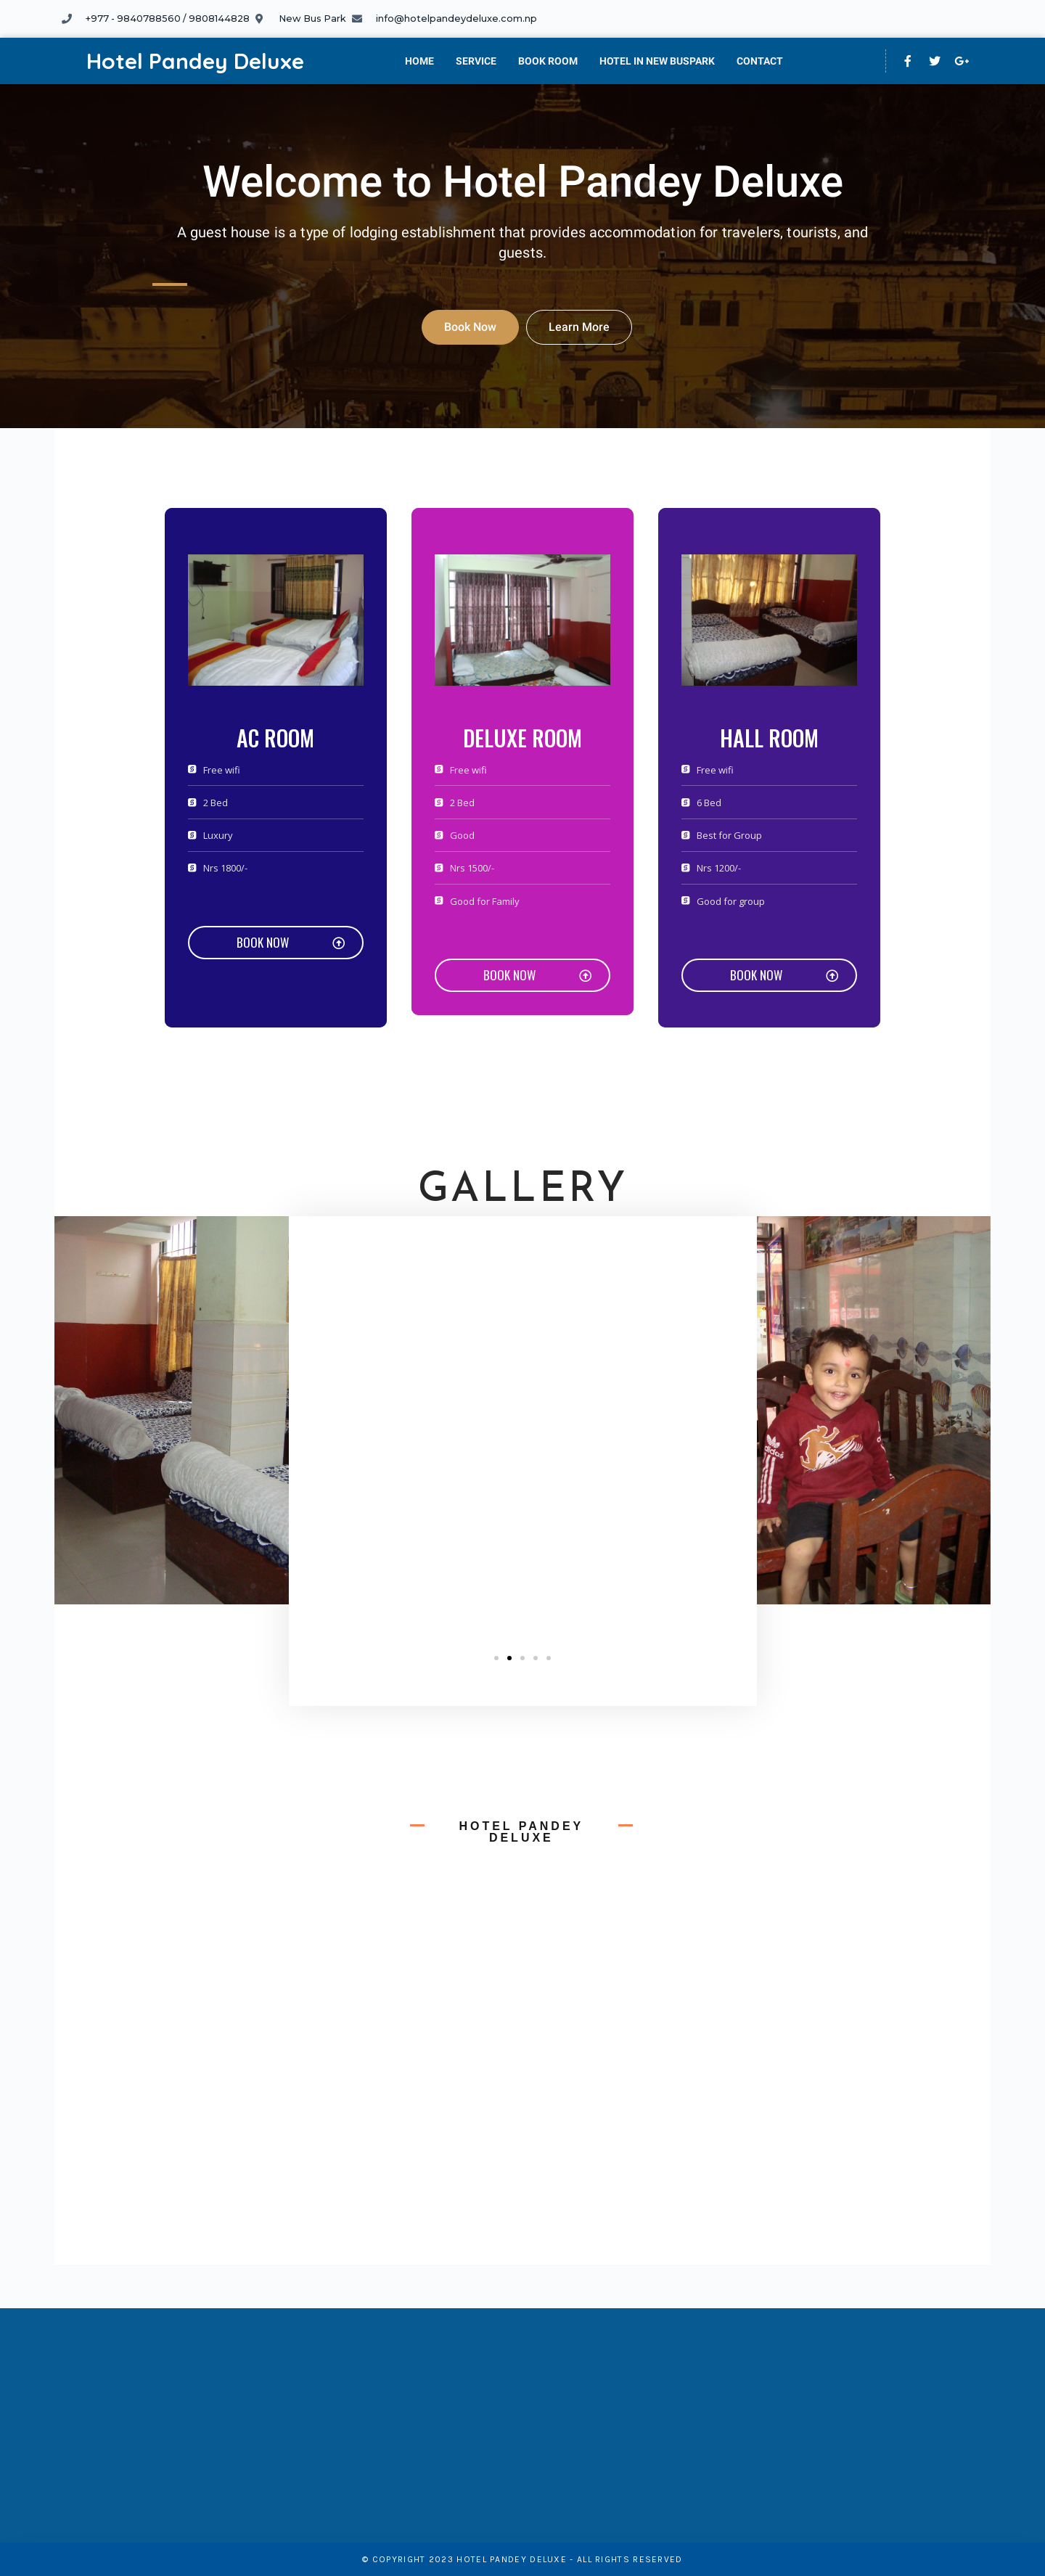 +977 - 9840788560 / 9808144828 New Bus Park info@hotelpandeydeluxe.com.np
Hotel Pandey Deluxe
HOME SERVICE BOOK ROOM HOTEL IN NEW BUSPARK CONTACT
Welcome to Hotel Pandey Deluxe
A guest house is a type of lodging establishment that provides accommodation for travelers, tourists, and
guests.
Book Now Learn More
AC ROOM
Free wifi
2 Bed
Luxury
Nrs 1800/-
BOOK NOW
DELUXE ROOM
Free wifi
2 Bed
Good
Nrs 1500/-
Good for Family
BOOK NOW
HALL ROOM
Free wifi
6 Bed
Best for Group
Nrs 1200/-
Good for group
BOOK NOW
GALLERY
adidas
HOTEL PANDEY
DELUXE
© COPYRIGHT 2023 HOTEL PANDEY DELUXE – ALL RIGHTS RESERVED